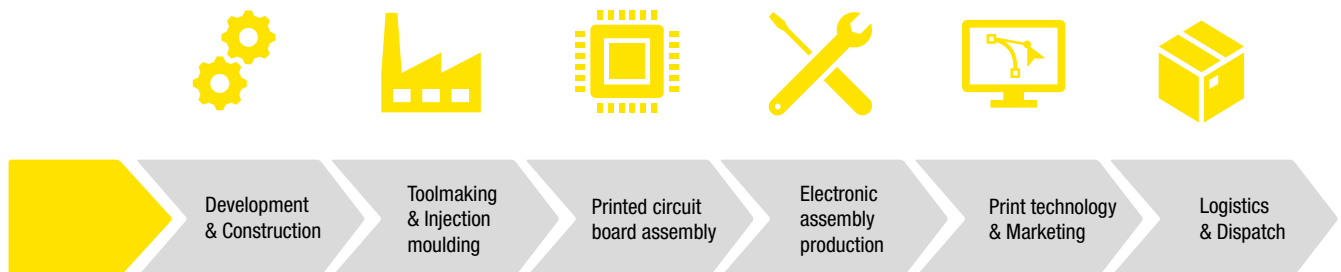 Development
& Construction
Toolmaking
& Injection
moulding
Printed circuit
board assembly
Electronic
assembly
production
Print technology
& Marketing
Logistics
& Dispatch